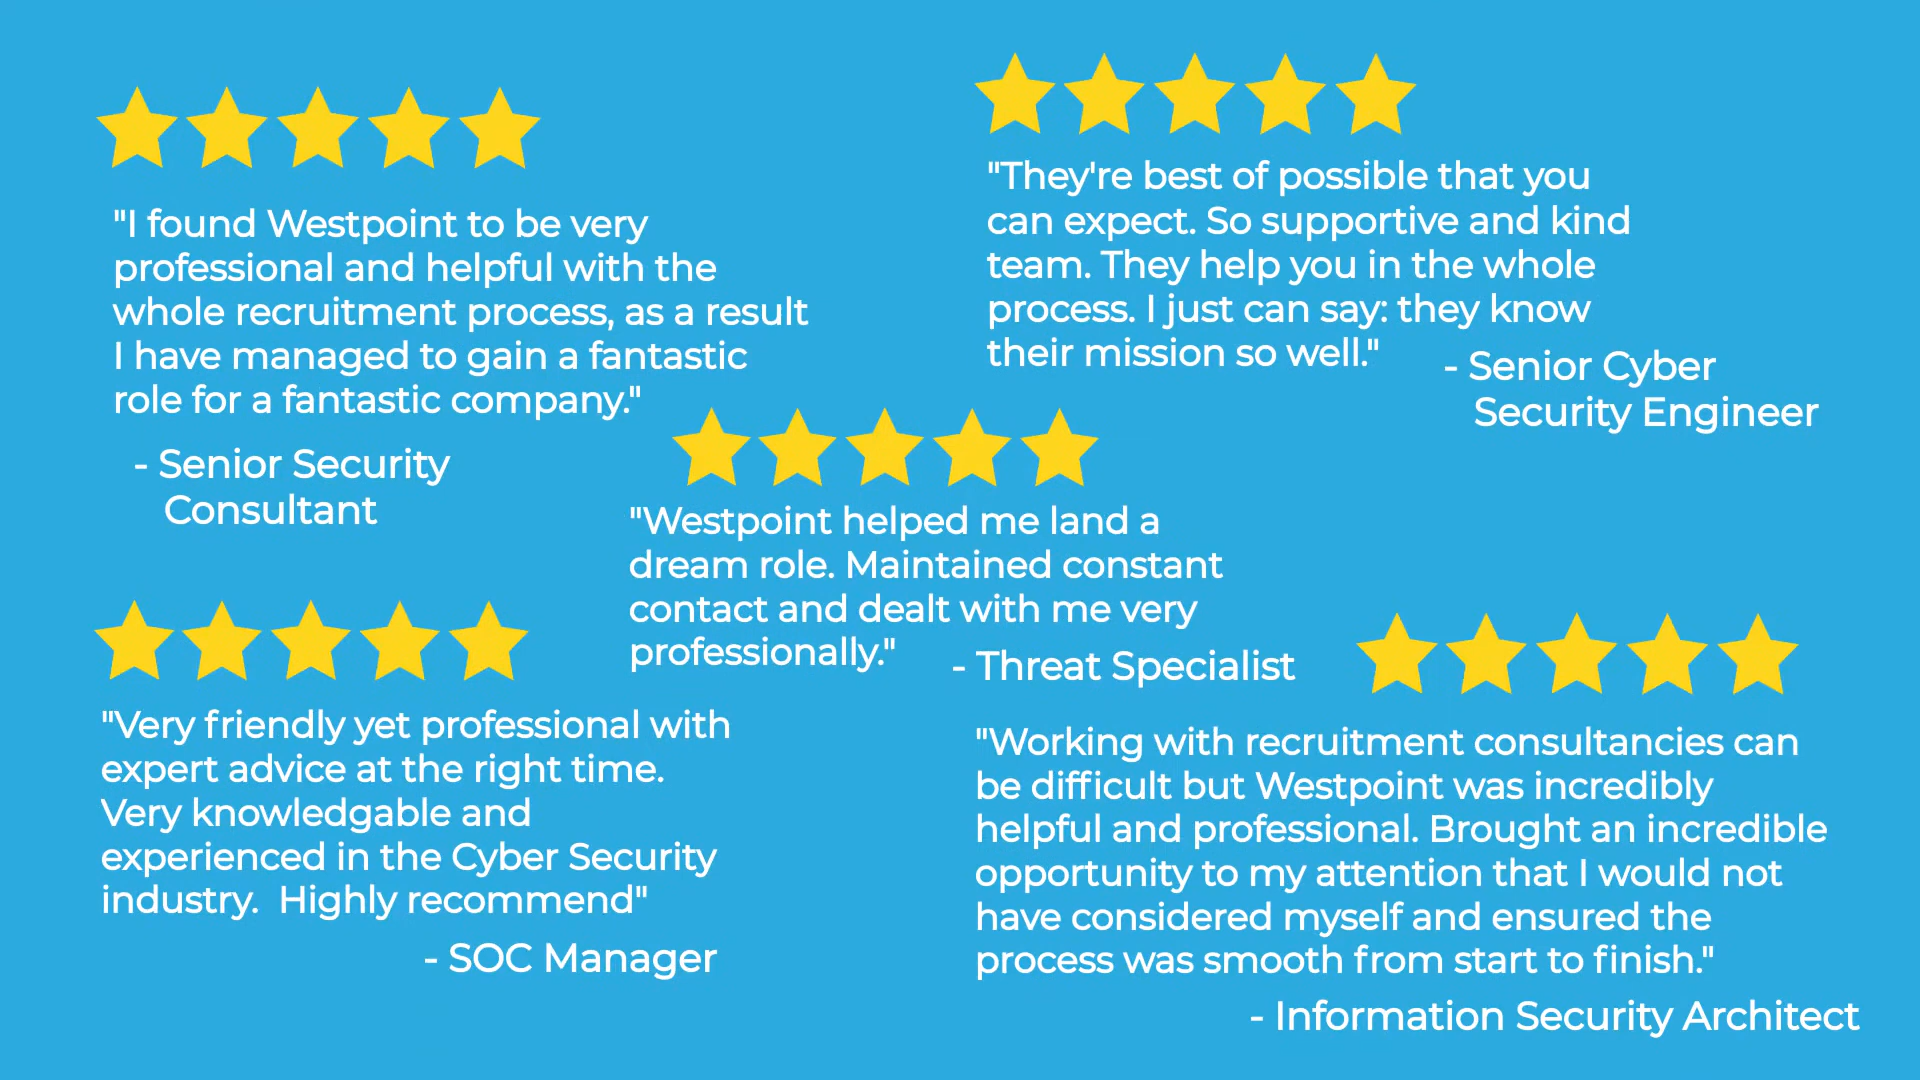 "I found Westpoint to be very
professional and helpful with the
whole recruitment process, as a result
I have managed to gain a fantastic
role for a fantastic company."
- Senior Security
Consultant
"They're best of possible that you
can expect. So supportive and kind
team. They help you in the whole
process. I just can say: they know
their mission so well."
- Senior Cyber
Security Engineer
"Westpoint helped me land a
dream role. Maintained constant
contact and dealt with me very
professionally."
- Threat Specialist
"Very friendly yet professional with
expert advice at the right time.
Very knowledgable and
experienced in the Cyber Security
industry.  Highly recommend"
- SOC Manager
"Working with recruitment consultancies can
be difficult but Westpoint was incredibly
helpful and professional. Brought an incredible
opportunity to my attention that I would not
have considered myself and ensured the
process was smooth from start to finish."
- Information Security Architect